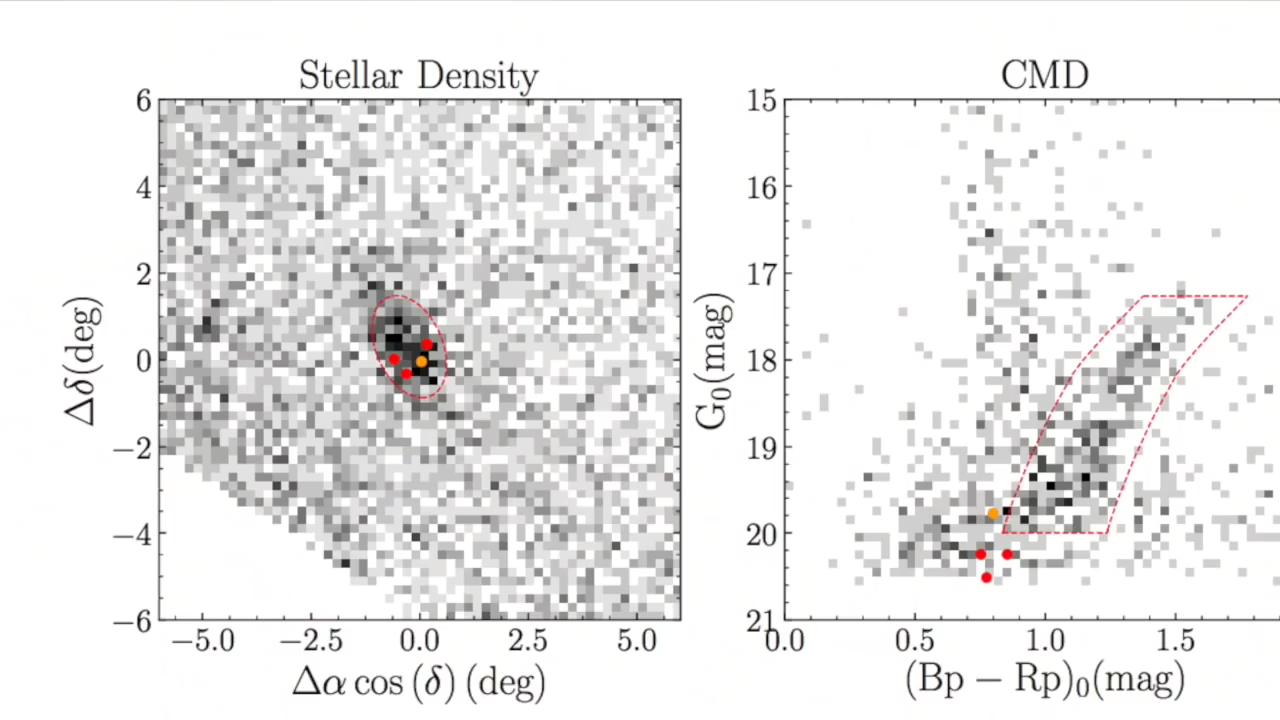 Stellar Density
6
4
2
0
−2
−4
−6
−5.0 −2.5 0.0 2.5 5.0
Δδ(deg)
Δα cos (δ) (deg)
CMD
15
16
17
18
19
20
21
0.0 0.5 1.0 1.5
G₀(mag)
(Bp − Rp)₀(mag)